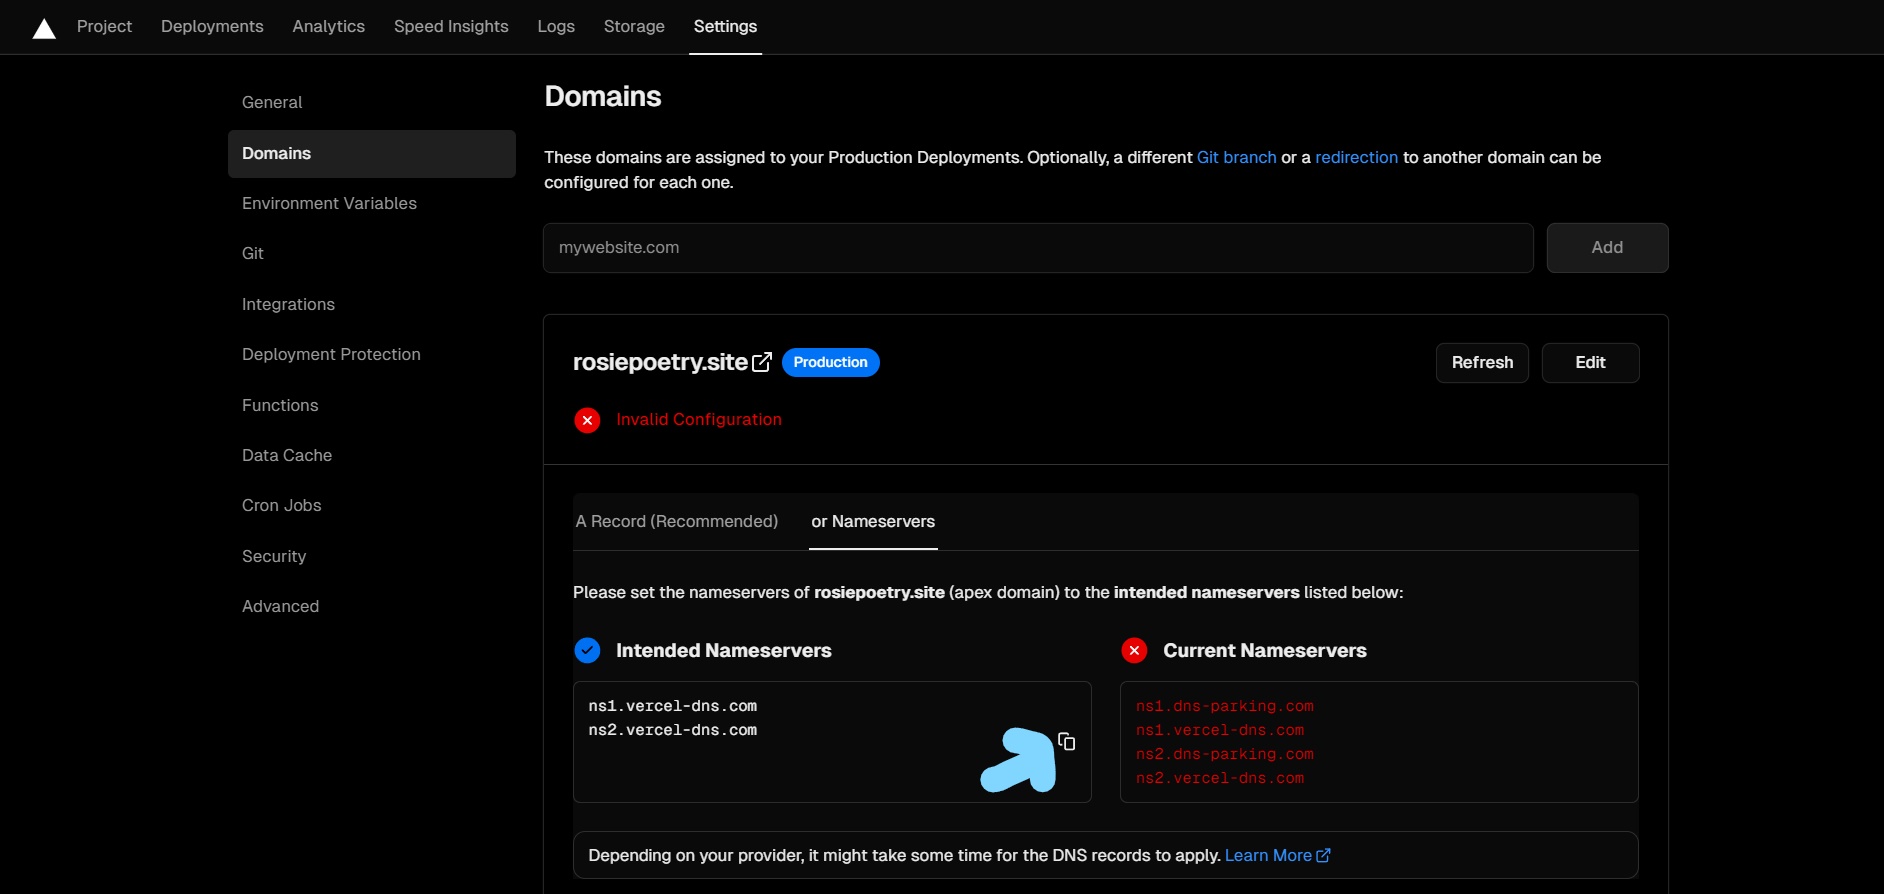 Project Deployments Analytics Speed Insights Logs Storage Settings
General
Domains
Environment Variables
Git
Integrations
Deployment Protection
Functions
Data Cache
Cron Jobs
Security
Advanced
Domains
These domains are assigned to your Production Deployments. Optionally, a different Git branch or a redirection to another domain can be
configured for each one.
mywebsite.com
Add
rosiepoetry.site Production
Refresh Edit
Invalid Configuration
A Record (Recommended) or Nameservers
Please set the nameservers of rosiepoetry.site (apex domain) to the intended nameservers listed below:
Intended Nameservers
ns1.vercel-dns.com
ns2.vercel-dns.com
Current Nameservers
ns1.dns-parking.com
ns1.vercel-dns.com
ns2.dns-parking.com
ns2.vercel-dns.com
Depending on your provider, it might take some time for the DNS records to apply. Learn More